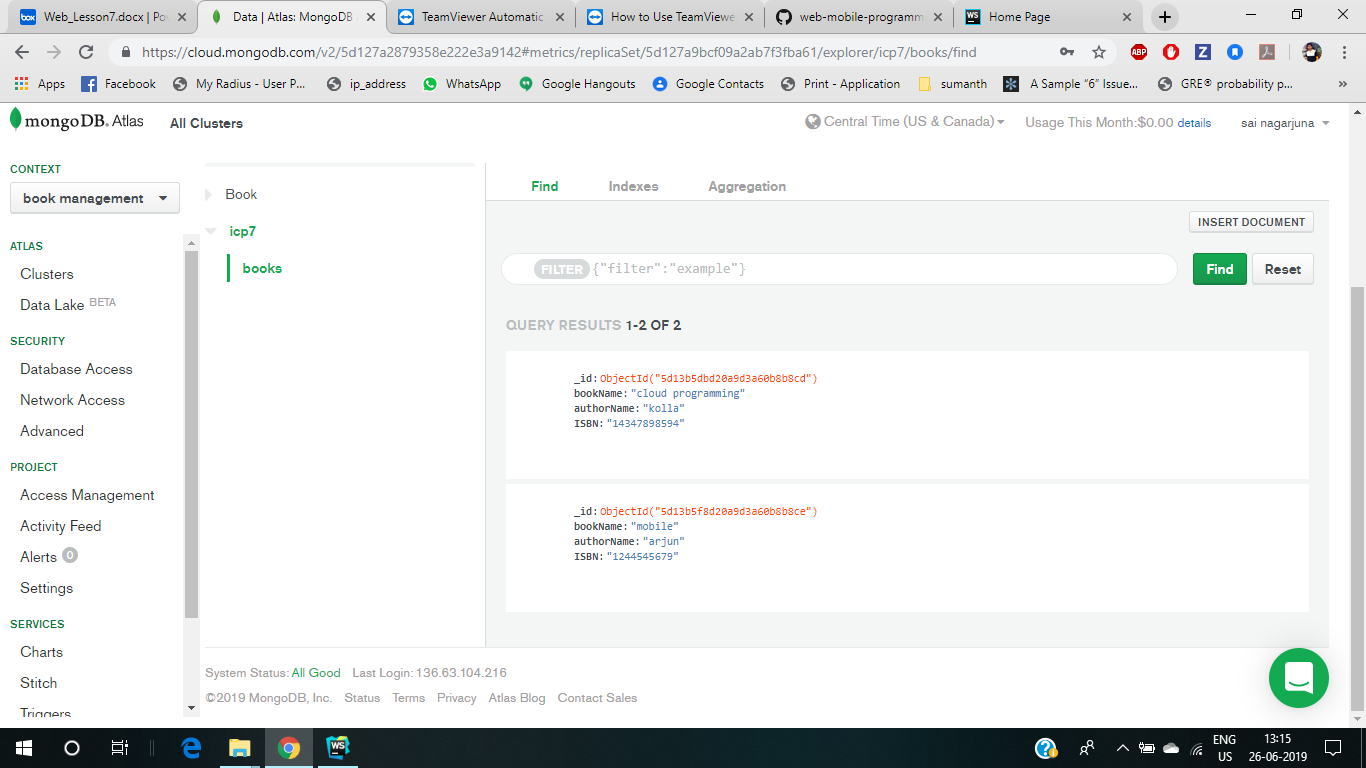 Web_Lesson7.docx | Po
Data | Atlas: MongoDB A
TeamViewer Automatic
How to Use TeamViewe
web-mobile-programm
Home Page
https://cloud.mongodb.com/v2/5d127a2879358e222e3a9142#metrics/replicaSet/5d127a9bcf09a2ab7f3fba61/explorer/icp7/books/find
Apps
Facebook
My Radius - User P...
ip_address
WhatsApp
Google Hangouts
Google Contacts
Print - Application
sumanth
A Sample “6” Issue...
GRE® probability p...
mongoDB. Atlas
All Clusters
Central Time (US & Canada)
Usage This Month:$0.00 details
sai nagarjuna
CONTEXT
book management
ATLAS
Clusters
Data Lake BETA
SECURITY
Database Access
Network Access
Advanced
PROJECT
Access Management
Activity Feed
Alerts 0
Settings
SERVICES
Charts
Stitch
Triggers
Book
icp7
books
Find
Indexes
Aggregation
INSERT DOCUMENT
FILTER {"filter":"example"}
Find
Reset
QUERY RESULTS 1-2 OF 2
_id:ObjectId("5d13b5dbd20a9d3a60b8b8cd")
bookName:"cloud programming"
authorName:"kolla"
ISBN:"14347898594"
_id:ObjectId("5d13b5f8d20a9d3a60b8b8ce")
bookName:"mobile"
authorName:"arjun"
ISBN:"1244545679"
System Status: All Good Last Login: 136.63.104.216
©2019 MongoDB, Inc. Status Terms Privacy Atlas Blog Contact Sales
ENG
US
13:15
26-06-2019